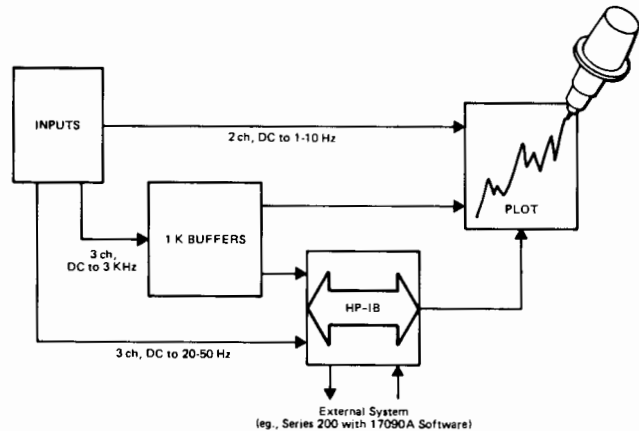 INPUTS
2 ch, DC to 1-10 Hz
PLOT
1 K BUFFERS
3 ch,
DC to 3 KHz
HP-IB
3 ch, DC to 20-50 Hz
External System
(eg., Series 200 with 17090A Software)